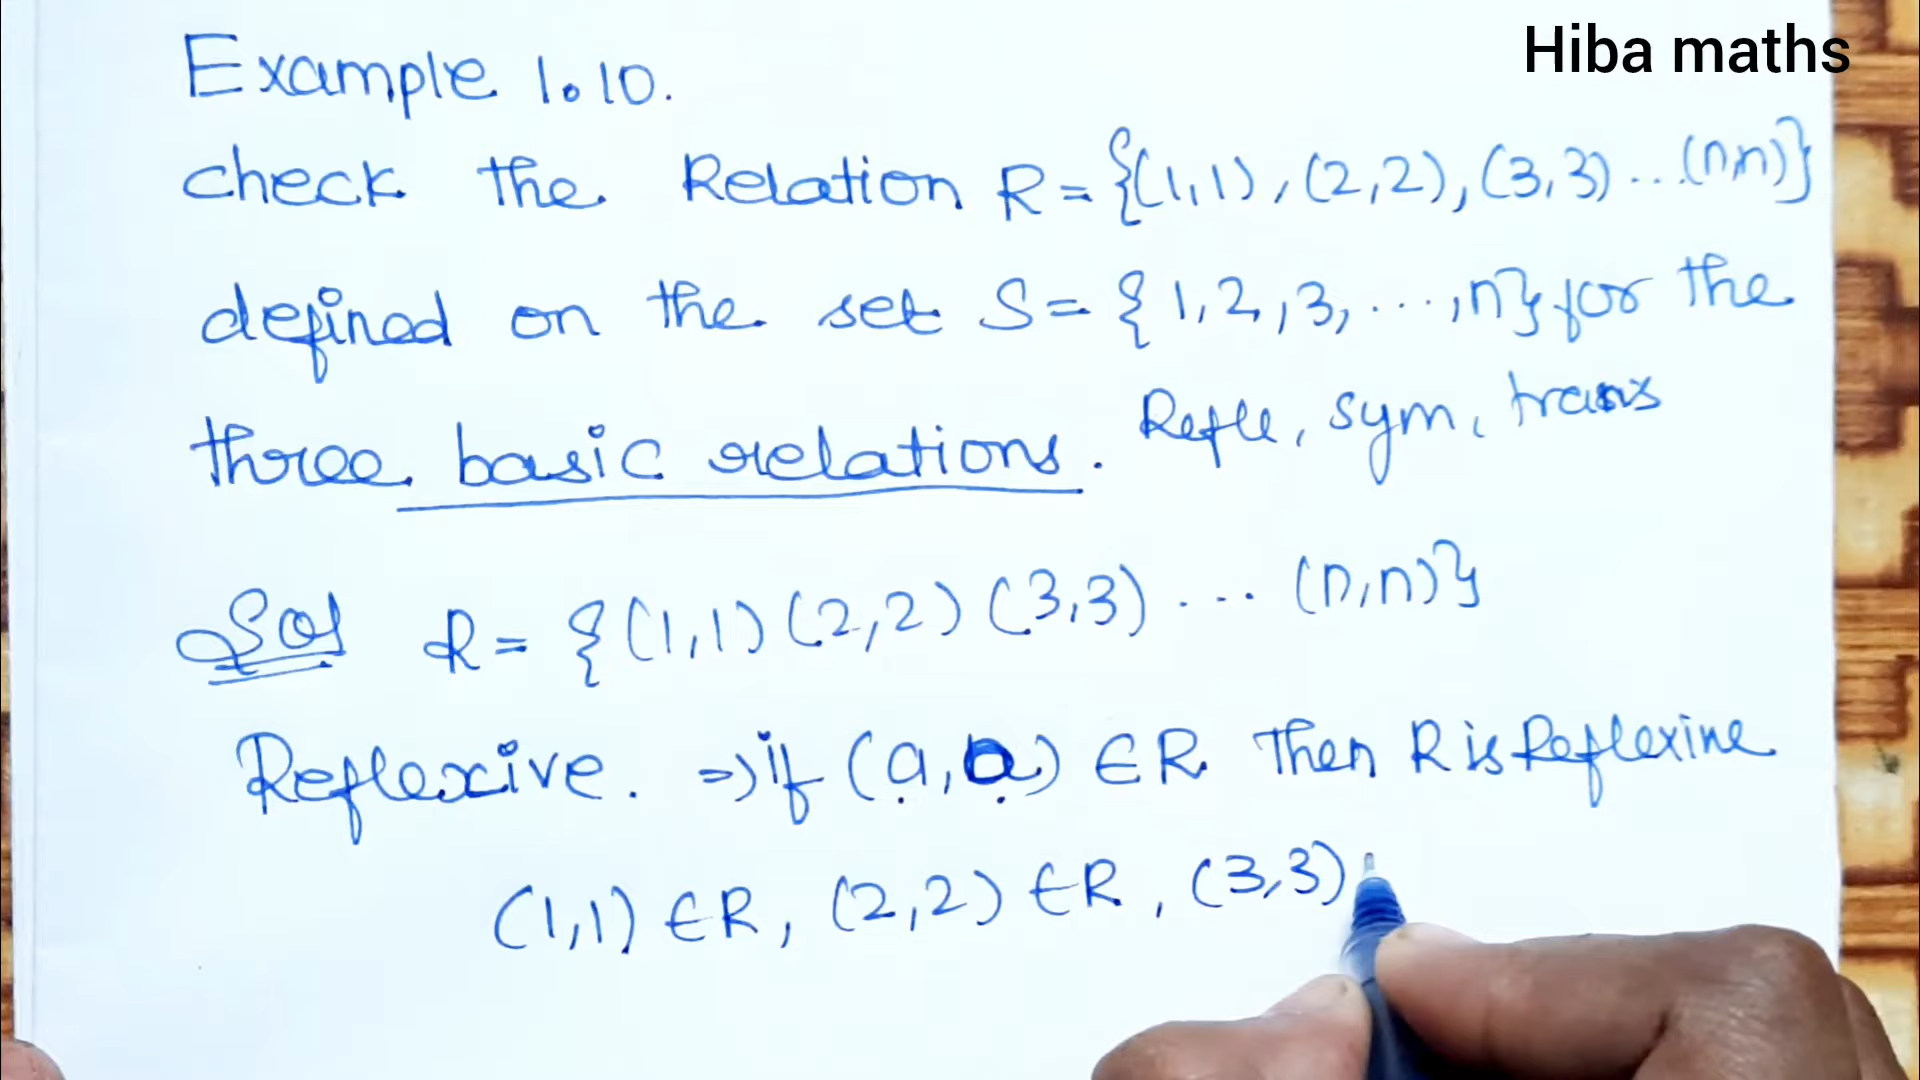 Hiba maths
Example 1.10.
check the Relation R = {(1,1), (2,2), (3,3) ... (n,n)}
defined on the set S = {1,2,3, ...,n} for the
three basic relations. Refle, sym, trans
Sol R = {(1,1) (2,2) (3,3) ... (n,n)}
Reflexive. ⇒ if (a,a) ∈R Then R is Reflexive
(1,1) ∈R, (2,2) ∈R, (3,3)